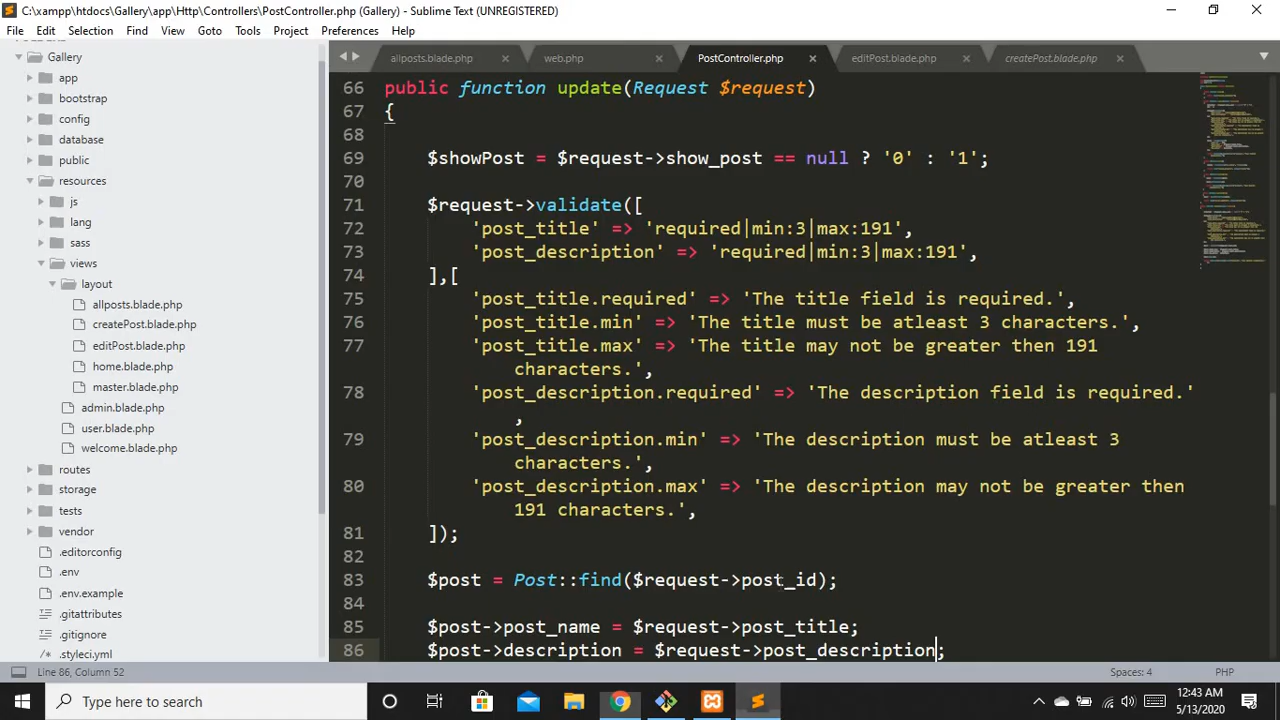 C:\xampp\htdocs\Gallery\app\Http\Controllers\PostController.php (Gallery) - Sublime Text (UNREGISTERED)
File Edit Selection Find View Goto Tools Project Preferences Help
allposts.blade.php web.php PostController.php editPost.blade.php createPost.blade.php
Gallery
app
bootstrap
config
database
public
resources
js
lang
sass
views
layout
allposts.blade.php
createPost.blade.php
editPost.blade.php
home.blade.php
master.blade.php
admin.blade.php
user.blade.php
welcome.blade.php
routes
storage
tests
vendor
.editorconfig
.env
.gitattributes
.gitignore
.styleci.yml
66 public function update(Request $request)
67 {
68
69 $showPost = $request->show_post == null ? '0' : '1';
70
71 $request->validate([
72 'post_title' => 'required|min:3|max:191',
73 'post_description' => 'required|min:3|max:191',
74 ],[
75 'post_title.required' => 'The title field is required.',
76 'post_title.min' => 'The title must be atleast 3 characters.',
77 'post_title.max' => 'The title may not be greater then 191
characters.',
78 'post_description.required' => 'The description field is required.'
,
79 'post_description.min' => 'The description must be atleast 3
characters.',
80 'post_description.max' => 'The description may not be greater then
191 characters.',
81 ]);
82
83 $post = Post::find($request->post_id);
84
85 $post->post_name = $request->post_title;
86 $post->description = $request->post_description;
Line 86, Column 52 Spaces: 4 PHP
Type here to search
12:43 AM
5/13/2020